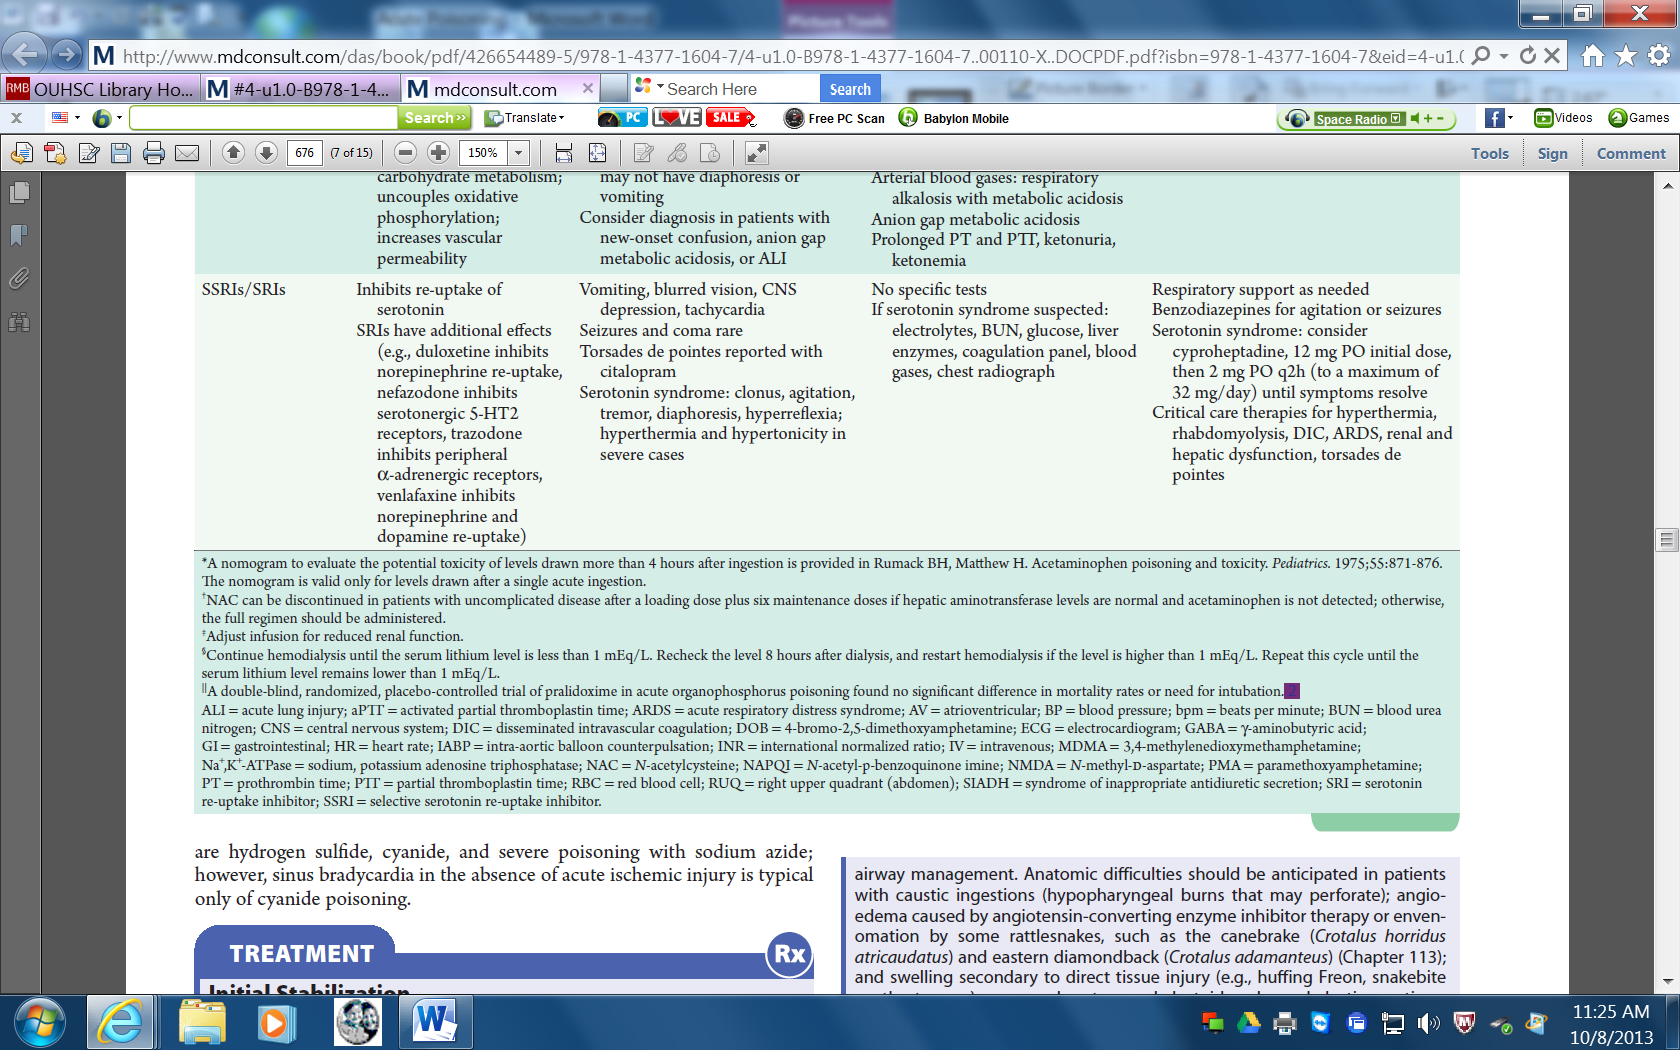 Acute Poisoning - Microsoft Word
Picture Tools
http://www.mdconsult.com/das/book/pdf/426654489-5/978-1-4377-1604-7/4-u1.0-B978-1-4377-1604-7..00110-X..DOCPDF.pdf?isbn=978-1-4377-1604-7&eid=4-u1.0
RMB OUHSC Library Ho...
M #4-u1.0-B978-1-4...
M mdconsult.com
Search Here
Search
x
Search >>
Translate
PC
LOVE
SALE
Free PC Scan
Babylon Mobile
Space Radio
Videos
Games
676
(7 of 15)
150%
Tools
Sign
Comment
carbohydrate metabolism;
uncouples oxidative
phosphorylation;
increases vascular
permeability
may not have diaphoresis or
vomiting
Consider diagnosis in patients with
new-onset confusion, anion gap
metabolic acidosis, or ALI
Arterial blood gases: respiratory
alkalosis with metabolic acidosis
Anion gap metabolic acidosis
Prolonged PT and PTT, ketonuria,
ketonemia
SSRIs/SRIs
Inhibits re-uptake of
serotonin
SRIs have additional effects
(e.g., duloxetine inhibits
norepinephrine re-uptake,
nefazodone inhibits
serotonergic 5-HT2
receptors, trazodone
inhibits peripheral
α-adrenergic receptors,
venlafaxine inhibits
norepinephrine and
dopamine re-uptake)
Vomiting, blurred vision, CNS
depression, tachycardia
Seizures and coma rare
Torsades de pointes reported with
citalopram
Serotonin syndrome: clonus, agitation,
tremor, diaphoresis, hyperreflexia;
hyperthermia and hypertonicity in
severe cases
No specific tests
If serotonin syndrome suspected:
electrolytes, BUN, glucose, liver
enzymes, coagulation panel, blood
gases, chest radiograph
Respiratory support as needed
Benzodiazepines for agitation or seizures
Serotonin syndrome: consider
cyproheptadine, 12 mg PO initial dose,
then 2 mg PO q2h (to a maximum of
32 mg/day) until symptoms resolve
Critical care therapies for hyperthermia,
rhabdomyolysis, DIC, ARDS, renal and
hepatic dysfunction, torsades de
pointes
*A nomogram to evaluate the potential toxicity of levels drawn more than 4 hours after ingestion is provided in Rumack BH, Matthew H. Acetaminophen poisoning and toxicity. Pediatrics. 1975;55:871-876.
The nomogram is valid only for levels drawn after a single acute ingestion.
†NAC can be discontinued in patients with uncomplicated disease after a loading dose plus six maintenance doses if hepatic aminotransferase levels are normal and acetaminophen is not detected; otherwise,
the full regimen should be administered.
‡Adjust infusion for reduced renal function.
§Continue hemodialysis until the serum lithium level is less than 1 mEq/L. Recheck the level 8 hours after dialysis, and restart hemodialysis if the level is higher than 1 mEq/L. Repeat this cycle until the
serum lithium level remains lower than 1 mEq/L.
‖A double-blind, randomized, placebo-controlled trial of pralidoxime in acute organophosphorus poisoning found no significant difference in mortality rates or need for intubation.
ALI = acute lung injury; aPTT = activated partial thromboplastin time; ARDS = acute respiratory distress syndrome; AV = atrioventricular; BP = blood pressure; bpm = beats per minute; BUN = blood urea
nitrogen; CNS = central nervous system; DIC = disseminated intravascular coagulation; DOB = 4-bromo-2,5-dimethoxyamphetamine; ECG = electrocardiogram; GABA = γ-aminobutyric acid;
GI = gastrointestinal; HR = heart rate; IABP = intra-aortic balloon counterpulsation; INR = international normalized ratio; IV = intravenous; MDMA = 3,4-methylenedioxymethamphetamine;
Na⁺,K⁺-ATPase = sodium, potassium adenosine triphosphatase; NAC = N-acetylcysteine; NAPQI = N-acetyl-p-benzoquinone imine; NMDA = N-methyl-D-aspartate; PMA = paramethoxyamphetamine;
PT = prothrombin time; PTT = partial thromboplastin time; RBC = red blood cell; RUQ = right upper quadrant (abdomen); SIADH = syndrome of inappropriate antidiuretic secretion; SRI = serotonin
re-uptake inhibitor; SSRI = selective serotonin re-uptake inhibitor.
are hydrogen sulfide, cyanide, and severe poisoning with sodium azide;
however, sinus bradycardia in the absence of acute ischemic injury is typical
only of cyanide poisoning.
TREATMENT
Rx
Initial Stabilization
airway management. Anatomic difficulties should be anticipated in patients
with caustic ingestions (hypopharyngeal burns that may perforate); angio-
edema caused by angiotensin-converting enzyme inhibitor therapy or enven-
omation by some rattlesnakes, such as the canebrake (Crotalus horridus
atricaudatus) and eastern diamondback (Crotalus adamanteus) (Chapter 113);
and swelling secondary to direct tissue injury (e.g., huffing Freon, snakebite
11:25 AM
10/8/2013